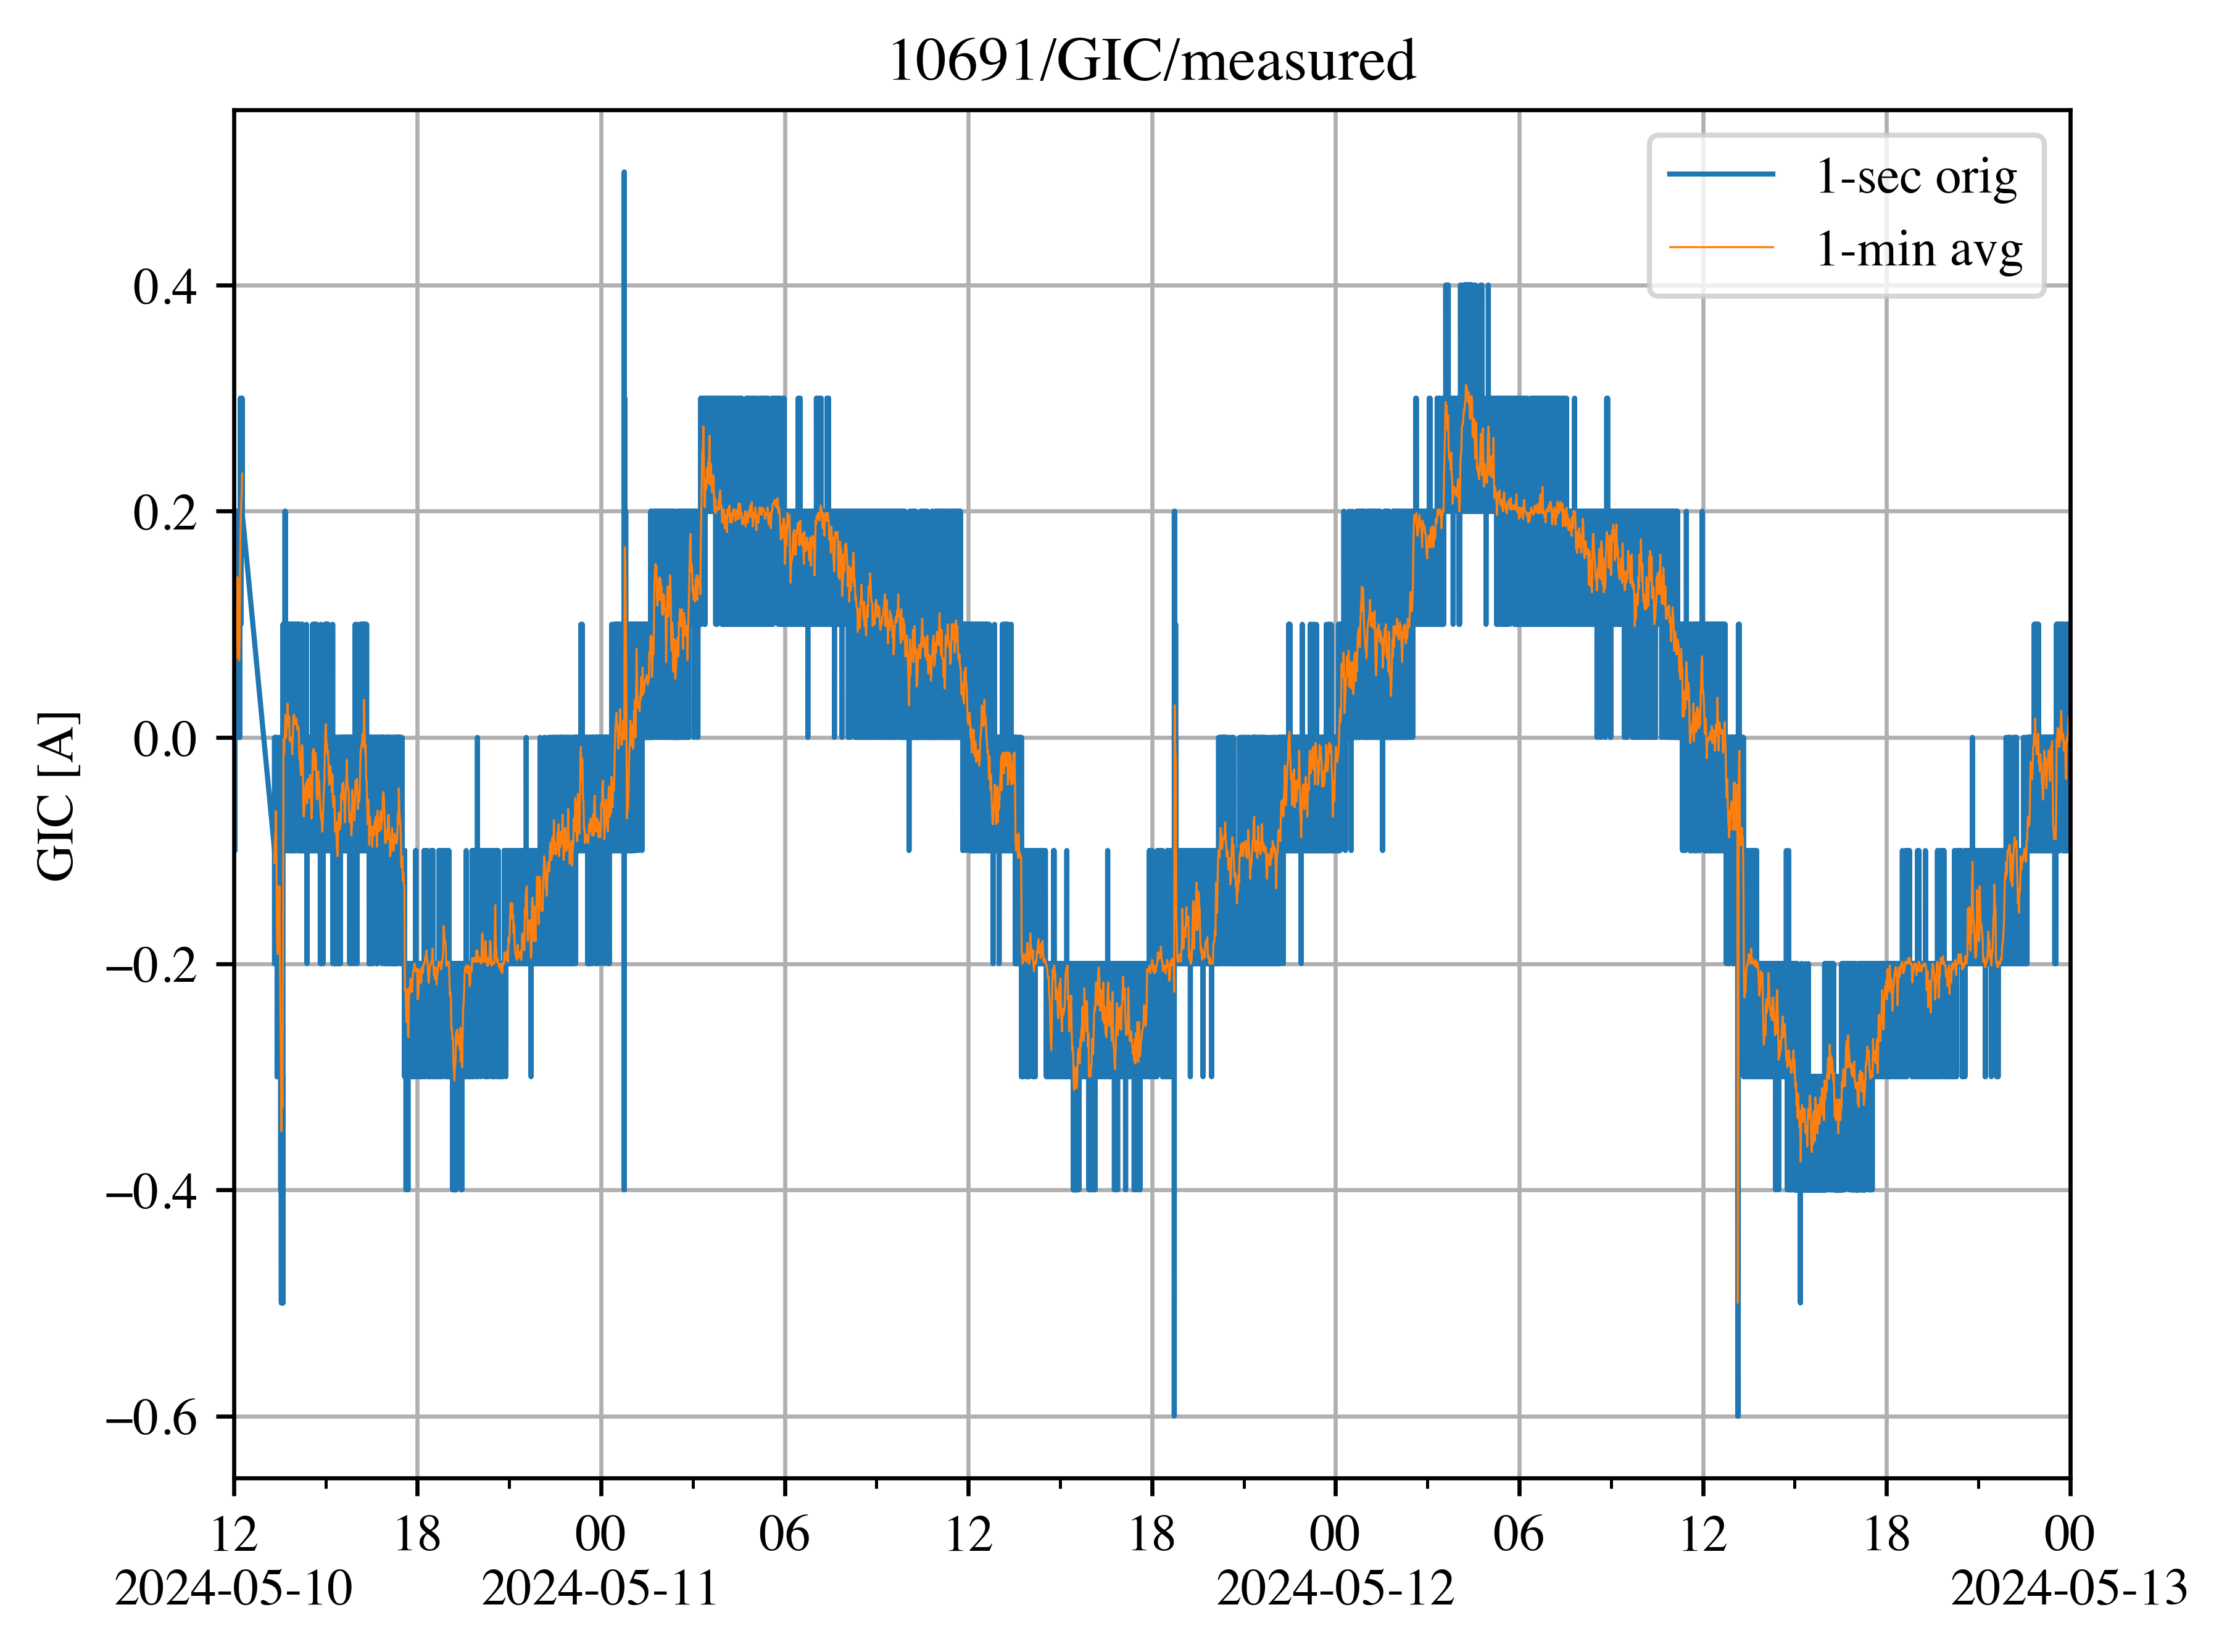 10691/GIC/measured
1-sec orig
1-min avg
GIC [A]
0.4
0.2
0.0
−0.2
−0.4
−0.6
12 18 00 06 12 18 00 06 12 18 00
2024-05-10 2024-05-11 2024-05-12 2024-05-13